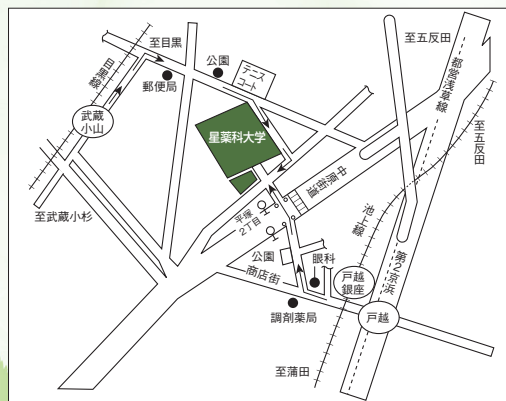 至目黒
公園
テニス
コート
至五反田
都営浅草線
目黒線
郵便局
至五反田
武蔵
小山
星薬科大学
中原
街道
池上線
至武蔵小杉
平塚
2丁目
第2京浜
公園
眼科
商店街
戸越
銀座
戸越
調剤薬局
至蒲田